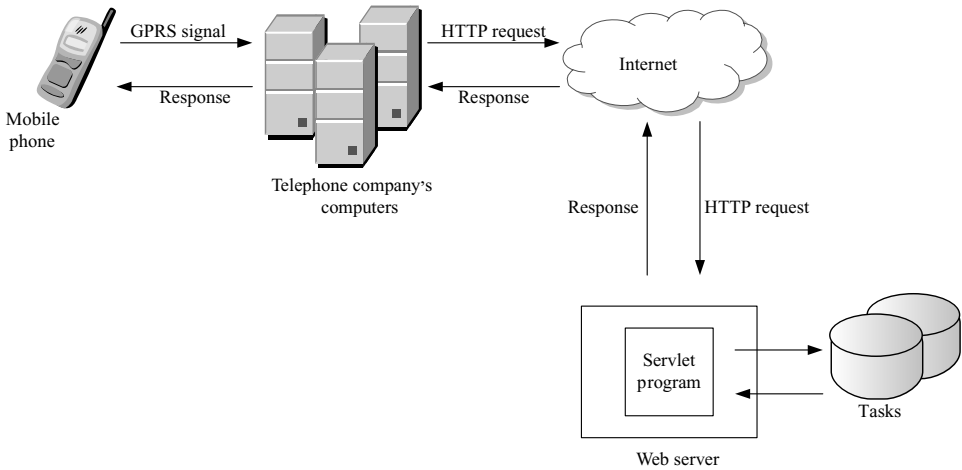 GPRS signal
HTTP request
Internet
Response
Response
Mobile
phone
Telephone company's
computers
Response
HTTP request
Servlet
program
Tasks
Web server